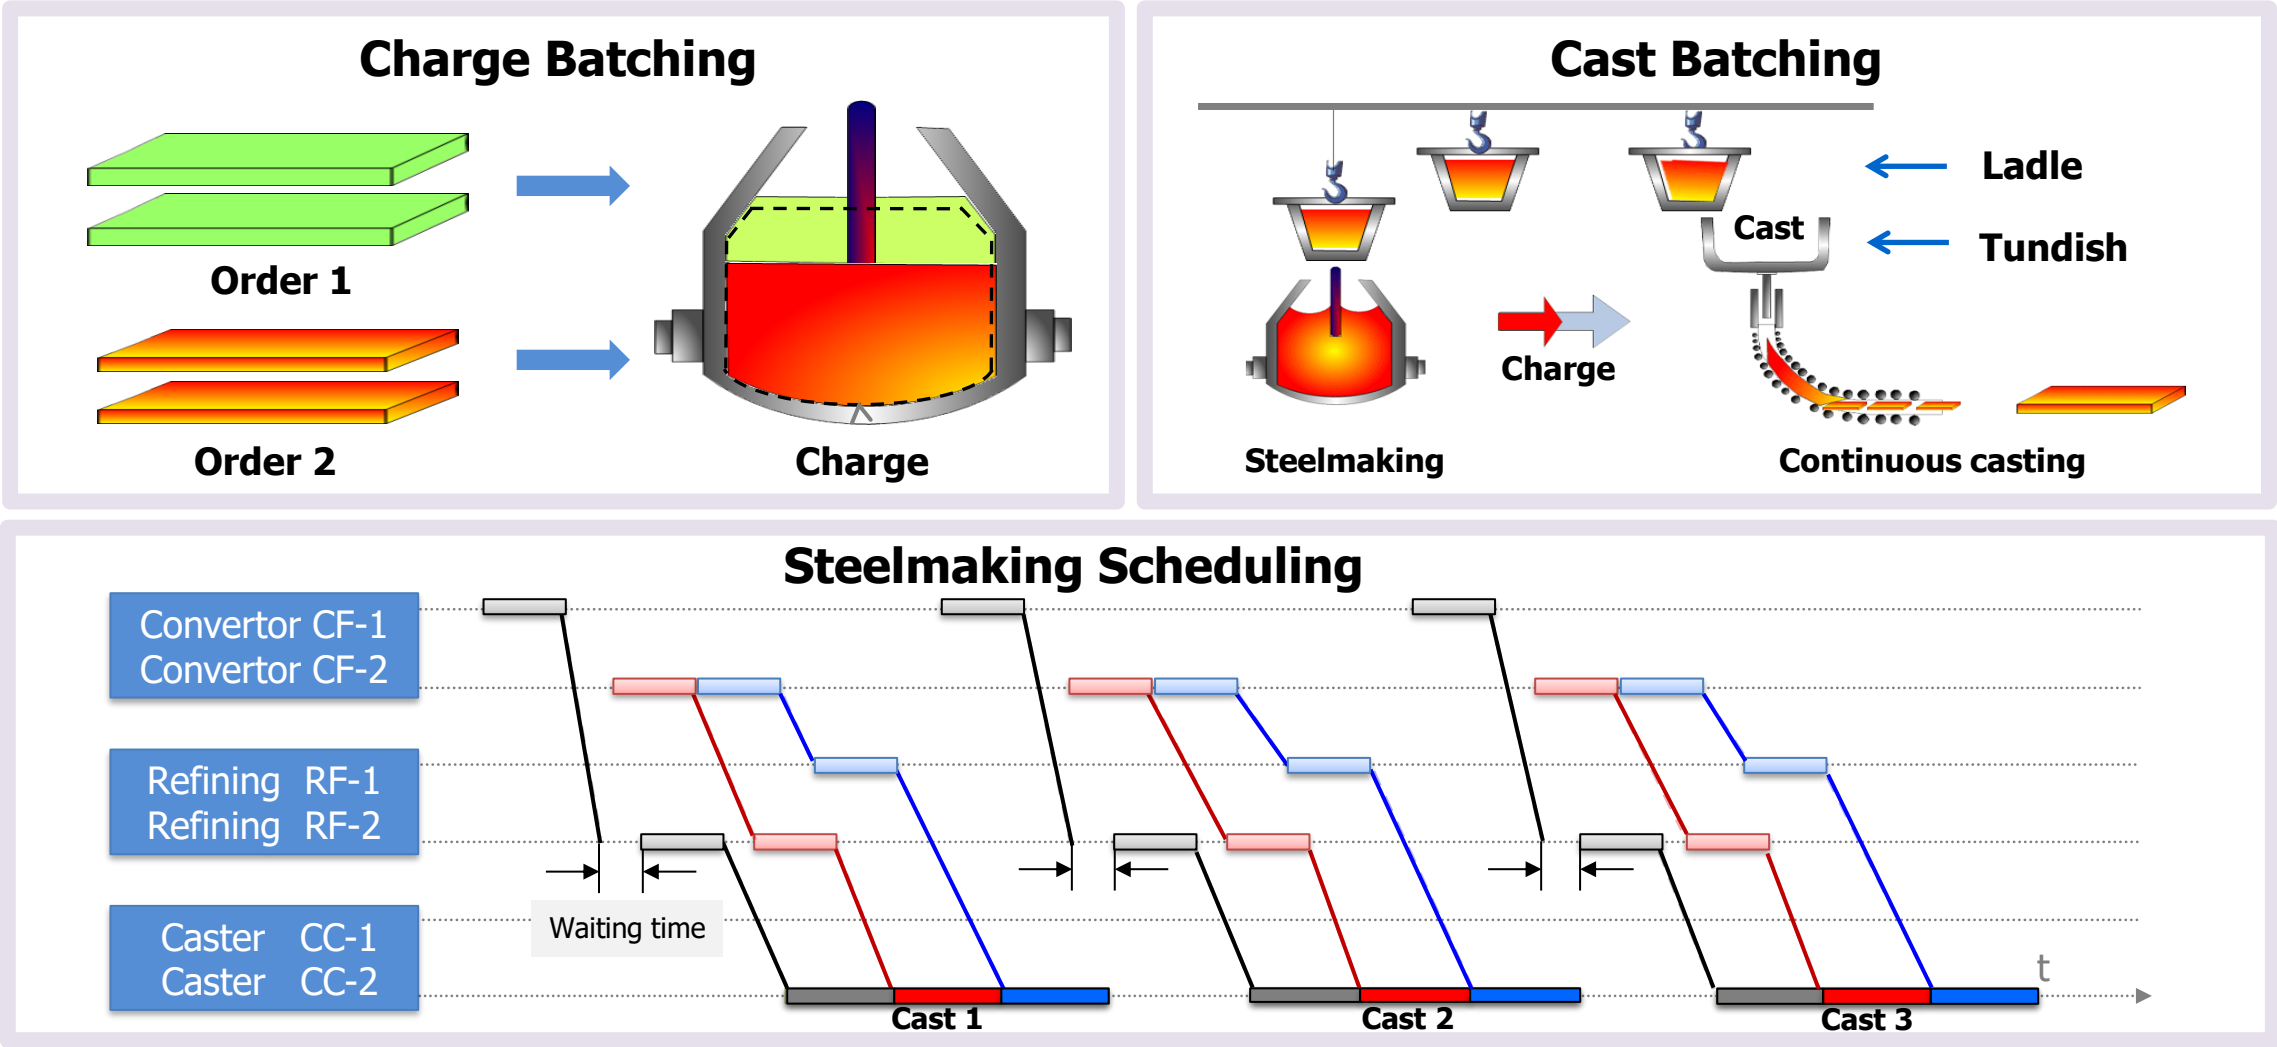 Charge Batching
Order 1
Order 2
Charge
Cast Batching
Ladle
Cast
Tundish
Charge
Steelmaking
Continuous casting
Steelmaking Scheduling
Convertor CF-1
Convertor CF-2
Refining RF-1
Refining RF-2
Waiting time
Caster CC-1
Caster CC-2
t
Cast 1
Cast 2
Cast 3